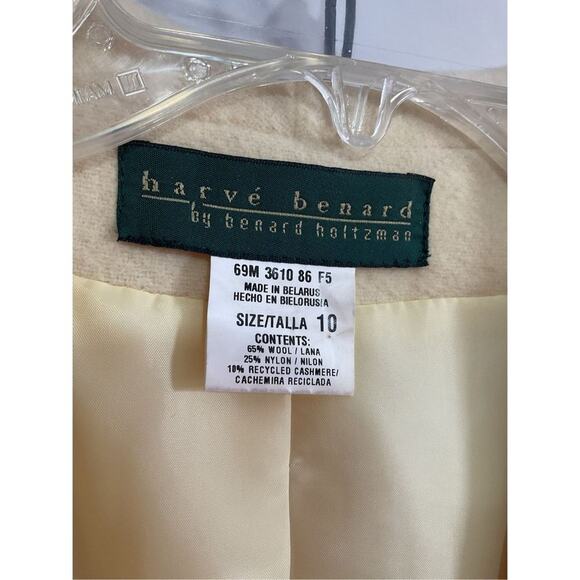 harvé benard
by benard holtzman
69M 3610 86 F5
MADE IN BELARUS
HECHO EN BIELORUSIA
SIZE/TALLA 10
CONTENTS:
65% WOOL / LANA
25% NYLON / NILON
10% RECYCLED CASHMERE/
CACHEMIRA RECICLADA